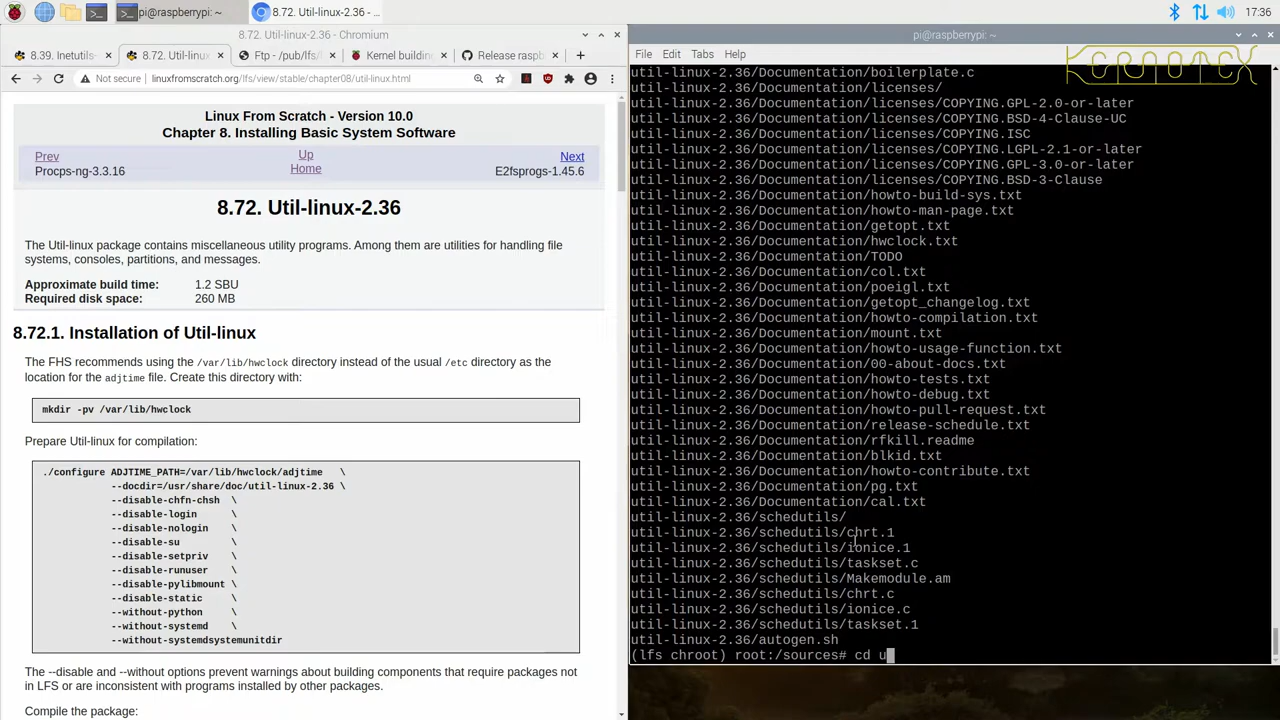 pi@raspberrypi: ~
8.72. Util-linux-2.36 - ...
17:36
8.72. Util-linux-2.36 - Chromium
8.39. Inetutils-
8.72. Util-linux
Ftp - /pub/lfs/
Kernel building
Release raspb
Not secure
linuxfromscratch.org/lfs/view/stable/chapter08/util-linux.html
Linux From Scratch - Version 10.0
Chapter 8. Installing Basic System Software
Prev
Up
Next
Procps-ng-3.3.16
Home
E2fsprogs-1.45.6
8.72. Util-linux-2.36
The Util-linux package contains miscellaneous utility programs. Among them are utilities for handling file
systems, consoles, partitions, and messages.
Approximate build time: 1.2 SBU
Required disk space: 260 MB
8.72.1. Installation of Util-linux
The FHS recommends using the /var/lib/hwclock directory instead of the usual /etc directory as the
location for the adjtime file. Create this directory with:
mkdir -pv /var/lib/hwclock
Prepare Util-linux for compilation:
./configure ADJTIME_PATH=/var/lib/hwclock/adjtime \
--docdir=/usr/share/doc/util-linux-2.36 \
--disable-chfn-chsh \
--disable-login \
--disable-nologin \
--disable-su \
--disable-setpriv \
--disable-runuser \
--disable-pylibmount \
--disable-static \
--without-python \
--without-systemd \
--without-systemdsystemunitdir
The --disable and --without options prevent warnings about building components that require packages not
in LFS or are inconsistent with programs installed by other packages.
Compile the package:
pi@raspberrypi: ~
File Edit Tabs Help
KERNOTEX
util-linux-2.36/Documentation/boilerplate.c
util-linux-2.36/Documentation/licenses/
util-linux-2.36/Documentation/licenses/COPYING.GPL-2.0-or-later
util-linux-2.36/Documentation/licenses/COPYING.BSD-4-Clause-UC
util-linux-2.36/Documentation/licenses/COPYING.ISC
util-linux-2.36/Documentation/licenses/COPYING.LGPL-2.1-or-later
util-linux-2.36/Documentation/licenses/COPYING.GPL-3.0-or-later
util-linux-2.36/Documentation/licenses/COPYING.BSD-3-Clause
util-linux-2.36/Documentation/howto-build-sys.txt
util-linux-2.36/Documentation/howto-man-page.txt
util-linux-2.36/Documentation/getopt.txt
util-linux-2.36/Documentation/hwclock.txt
util-linux-2.36/Documentation/TODO
util-linux-2.36/Documentation/col.txt
util-linux-2.36/Documentation/poeigl.txt
util-linux-2.36/Documentation/getopt_changelog.txt
util-linux-2.36/Documentation/howto-compilation.txt
util-linux-2.36/Documentation/mount.txt
util-linux-2.36/Documentation/howto-usage-function.txt
util-linux-2.36/Documentation/00-about-docs.txt
util-linux-2.36/Documentation/howto-tests.txt
util-linux-2.36/Documentation/howto-debug.txt
util-linux-2.36/Documentation/howto-pull-request.txt
util-linux-2.36/Documentation/release-schedule.txt
util-linux-2.36/Documentation/rfkill.readme
util-linux-2.36/Documentation/blkid.txt
util-linux-2.36/Documentation/howto-contribute.txt
util-linux-2.36/Documentation/pg.txt
util-linux-2.36/Documentation/cal.txt
util-linux-2.36/schedutils/
util-linux-2.36/schedutils/chrt.1
util-linux-2.36/schedutils/ionice.1
util-linux-2.36/schedutils/taskset.c
util-linux-2.36/schedutils/Makemodule.am
util-linux-2.36/schedutils/chrt.c
util-linux-2.36/schedutils/ionice.c
util-linux-2.36/schedutils/taskset.1
util-linux-2.36/autogen.sh
(lfs chroot) root:/sources# cd u